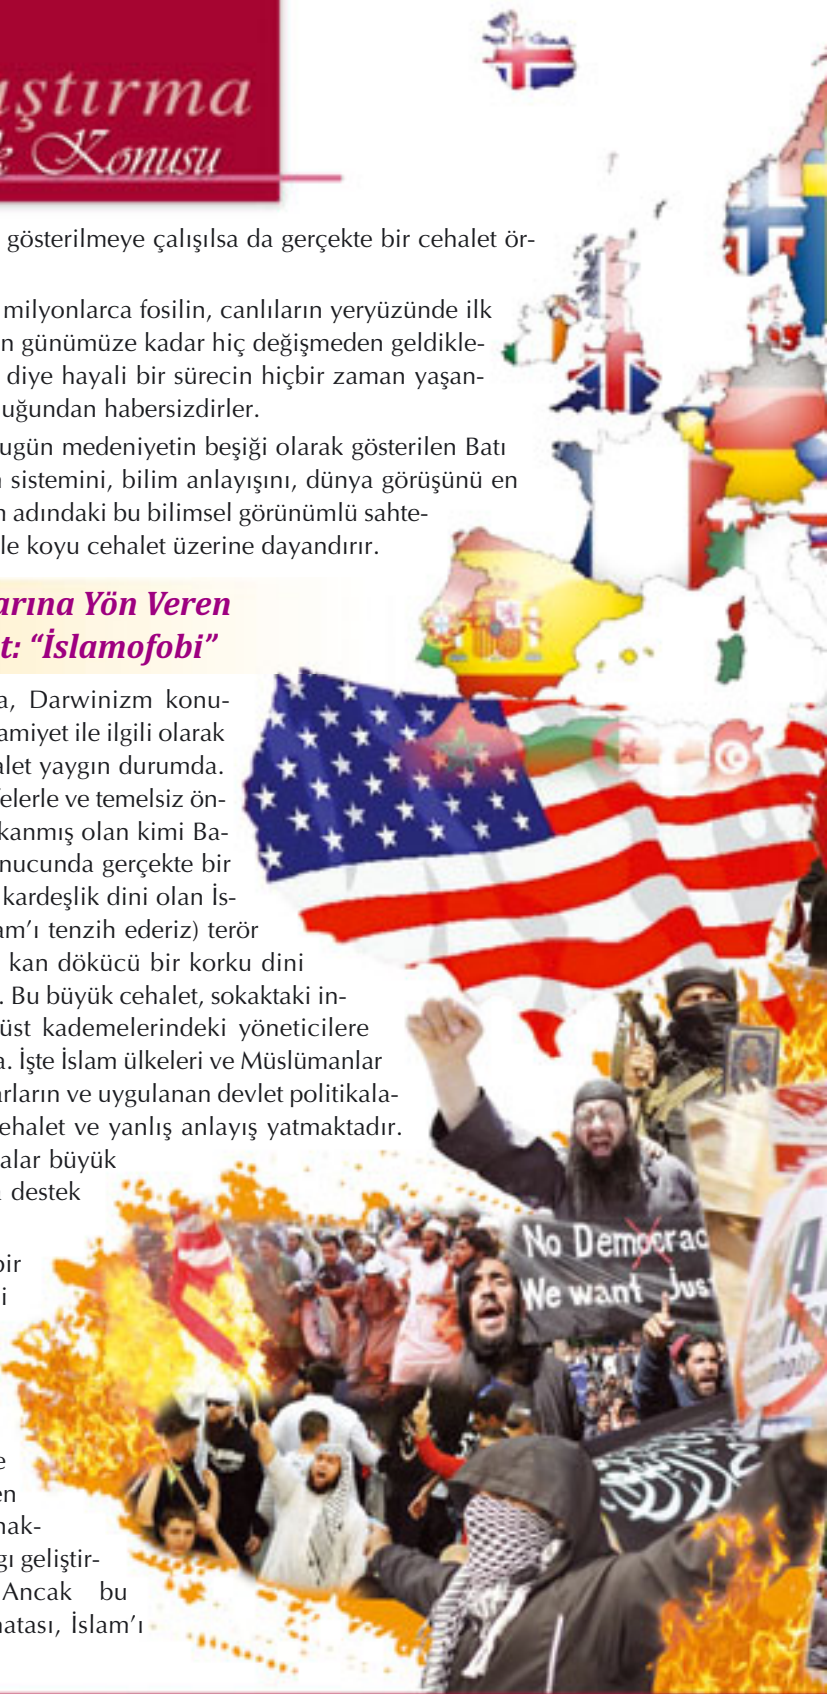 ştırma
Konusu
gösterilmeye çalışılsa da gerçekte bir cehalet ör-
milyonlarca fosilin, canlıların yeryüzünde ilk
n günümüze kadar hiç değişmeden geldikle-
diye hayali bir sürecin hiçbir zaman yaşan-
uğundan habersizdirler.
ugün medeniyetin beşiği olarak gösterilen Batı
sistemini, bilim anlayışını, dünya görüşünü en
adındaki bu bilimsel görünümlü sahte-
le koyu cehalet üzerine dayandırır.
arına Yön Veren
t: “İslamofobi”
a, Darwinizm konu-
amiyet ile ilgili olarak
alet yaygın durumda.
elerle ve temelsiz ön-
kanmış olan kimi Ba-
nucunda gerçekte bir
kardeşlik dini olan İs-
am’ı tenzih ederiz) terör
kan dökücü bir korku dini
. Bu büyük cehalet, sokaktaki in-
üst kademelerindeki yöneticilere
a. İşte İslam ülkeleri ve Müslümanlar
arların ve uygulanan devlet politikala-
ehalet ve yanlış anlayış yatmaktadır.
alar büyük
destek
bir
i
e
en
mak-
gı geliştir-
Ancak bu
hatası, İslam’ı
No Democrac
We want Jus